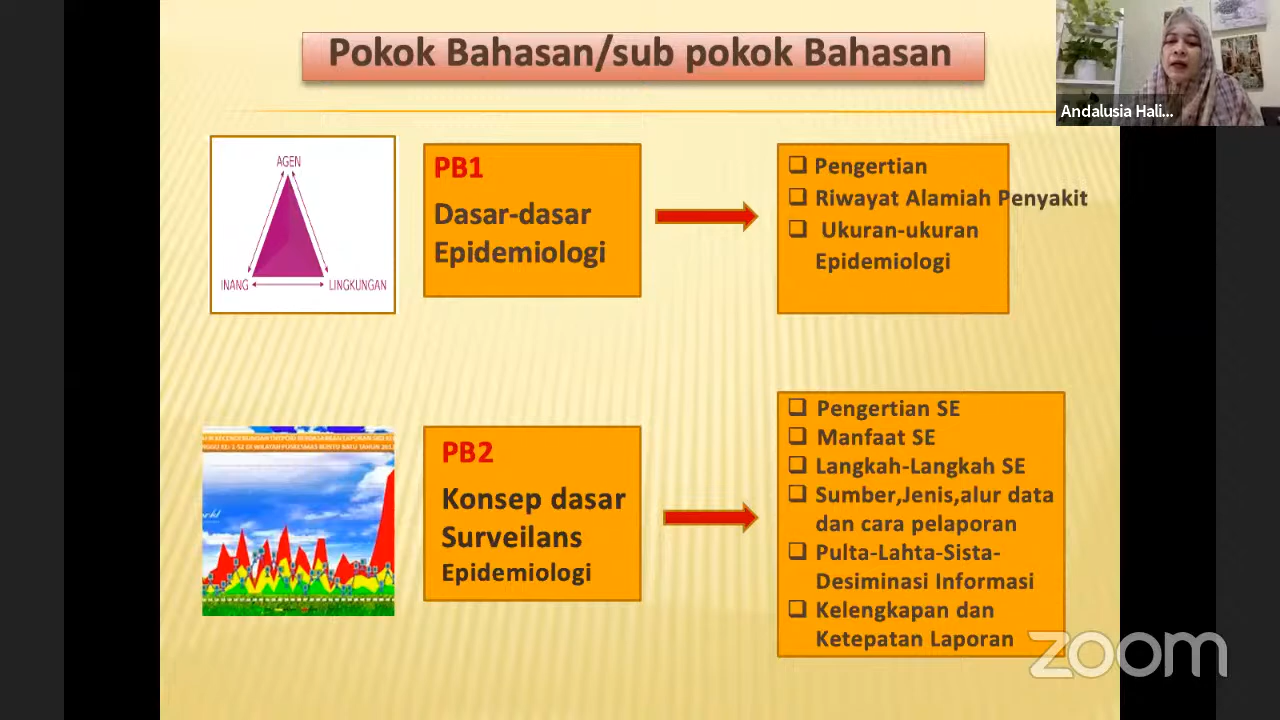 Pokok Bahasan/sub pokok Bahasan
Andalusia Hali...
AGEN
INANG
LINGKUNGAN
PB1
Dasar-dasar
Epidemiologi
Pengertian
Riwayat Alamiah Penyakit
Ukuran-ukuran
Epidemiologi
PB2
Konsep dasar
Surveilans
Epidemiologi
Pengertian SE
Manfaat SE
Langkah-Langkah SE
Sumber,Jenis,alur data
dan cara pelaporan
Pulta-Lahta-Sista-
Desiminasi Informasi
Kelengkapan dan
Ketepatan Laporan
zoom